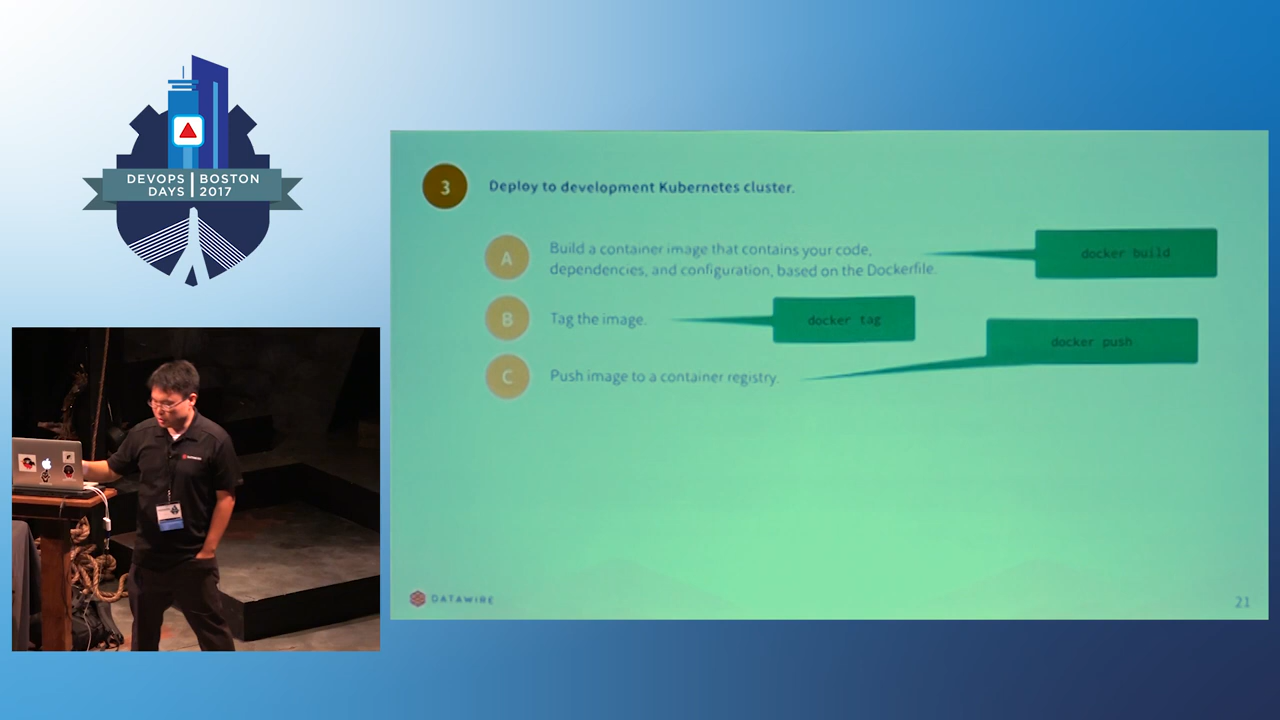 DEVOPS | BOSTON
DAYS | 2017
3
Deploy to development Kubernetes cluster.
A
Build a container image that contains your code,
dependencies, and configuration, based on the Dockerfile.
docker build
B
Tag the image.
docker tag
C
Push image to a container registry.
docker push
DATAWIRE
21